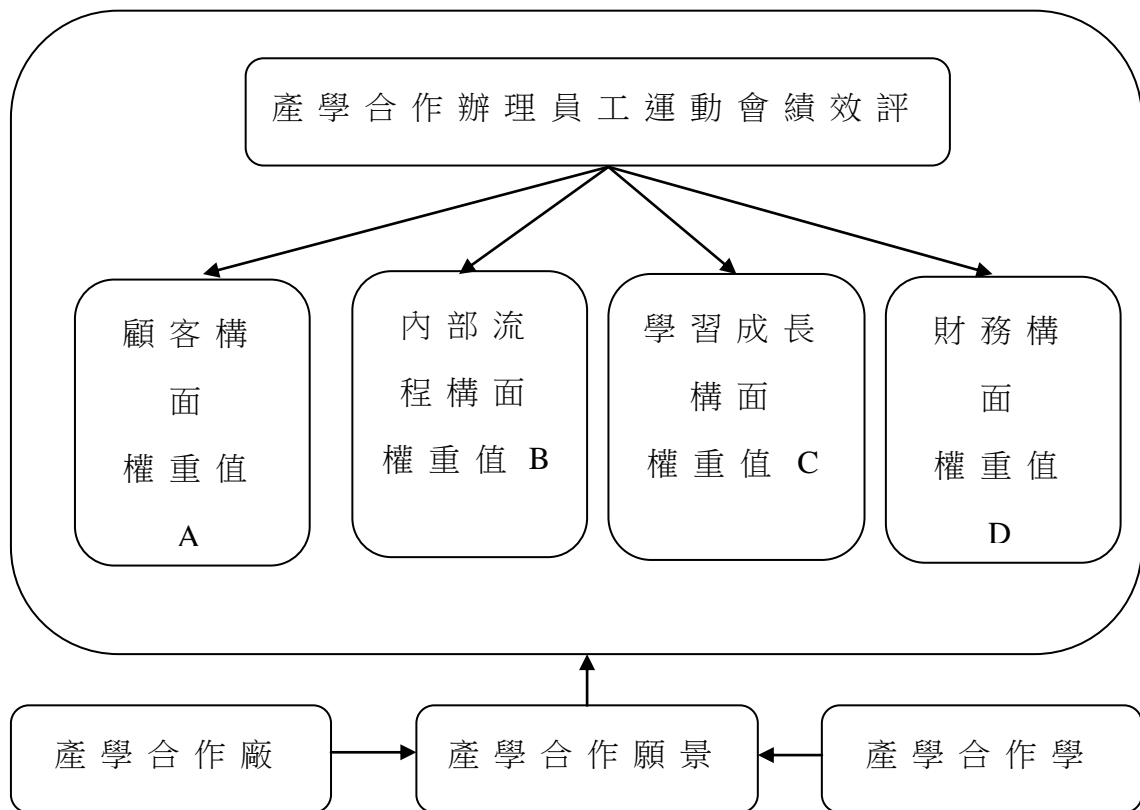 產學合作辦理員工運動會績效評
顧客構
面
權重值
A
內部流
程構面
權重值 B
學習成長
構面
權重值 C
財務構
面
權重值
D
產學合作廠
產學合作願景
產學合作學